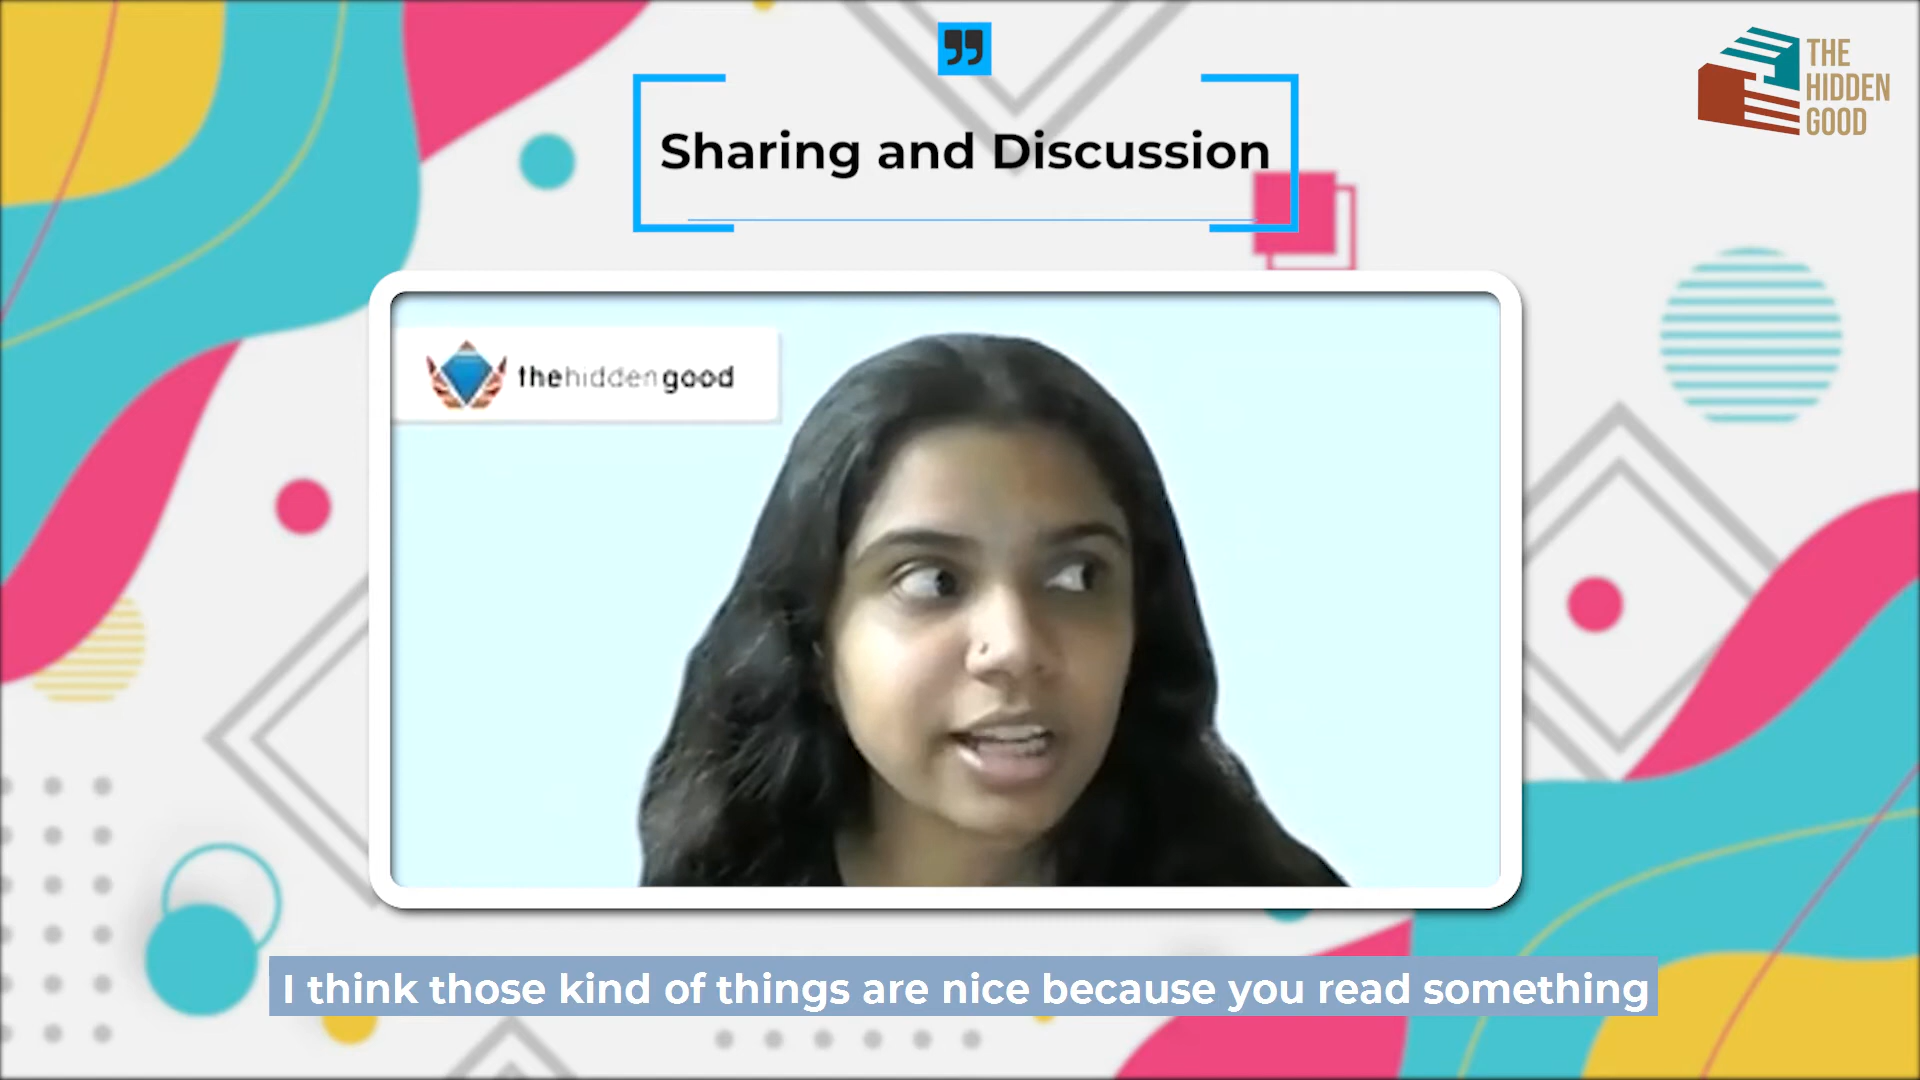 Sharing and Discussion
THE
HIDDEN
GOOD
thehiddengood
I think those kind of things are nice because you read something